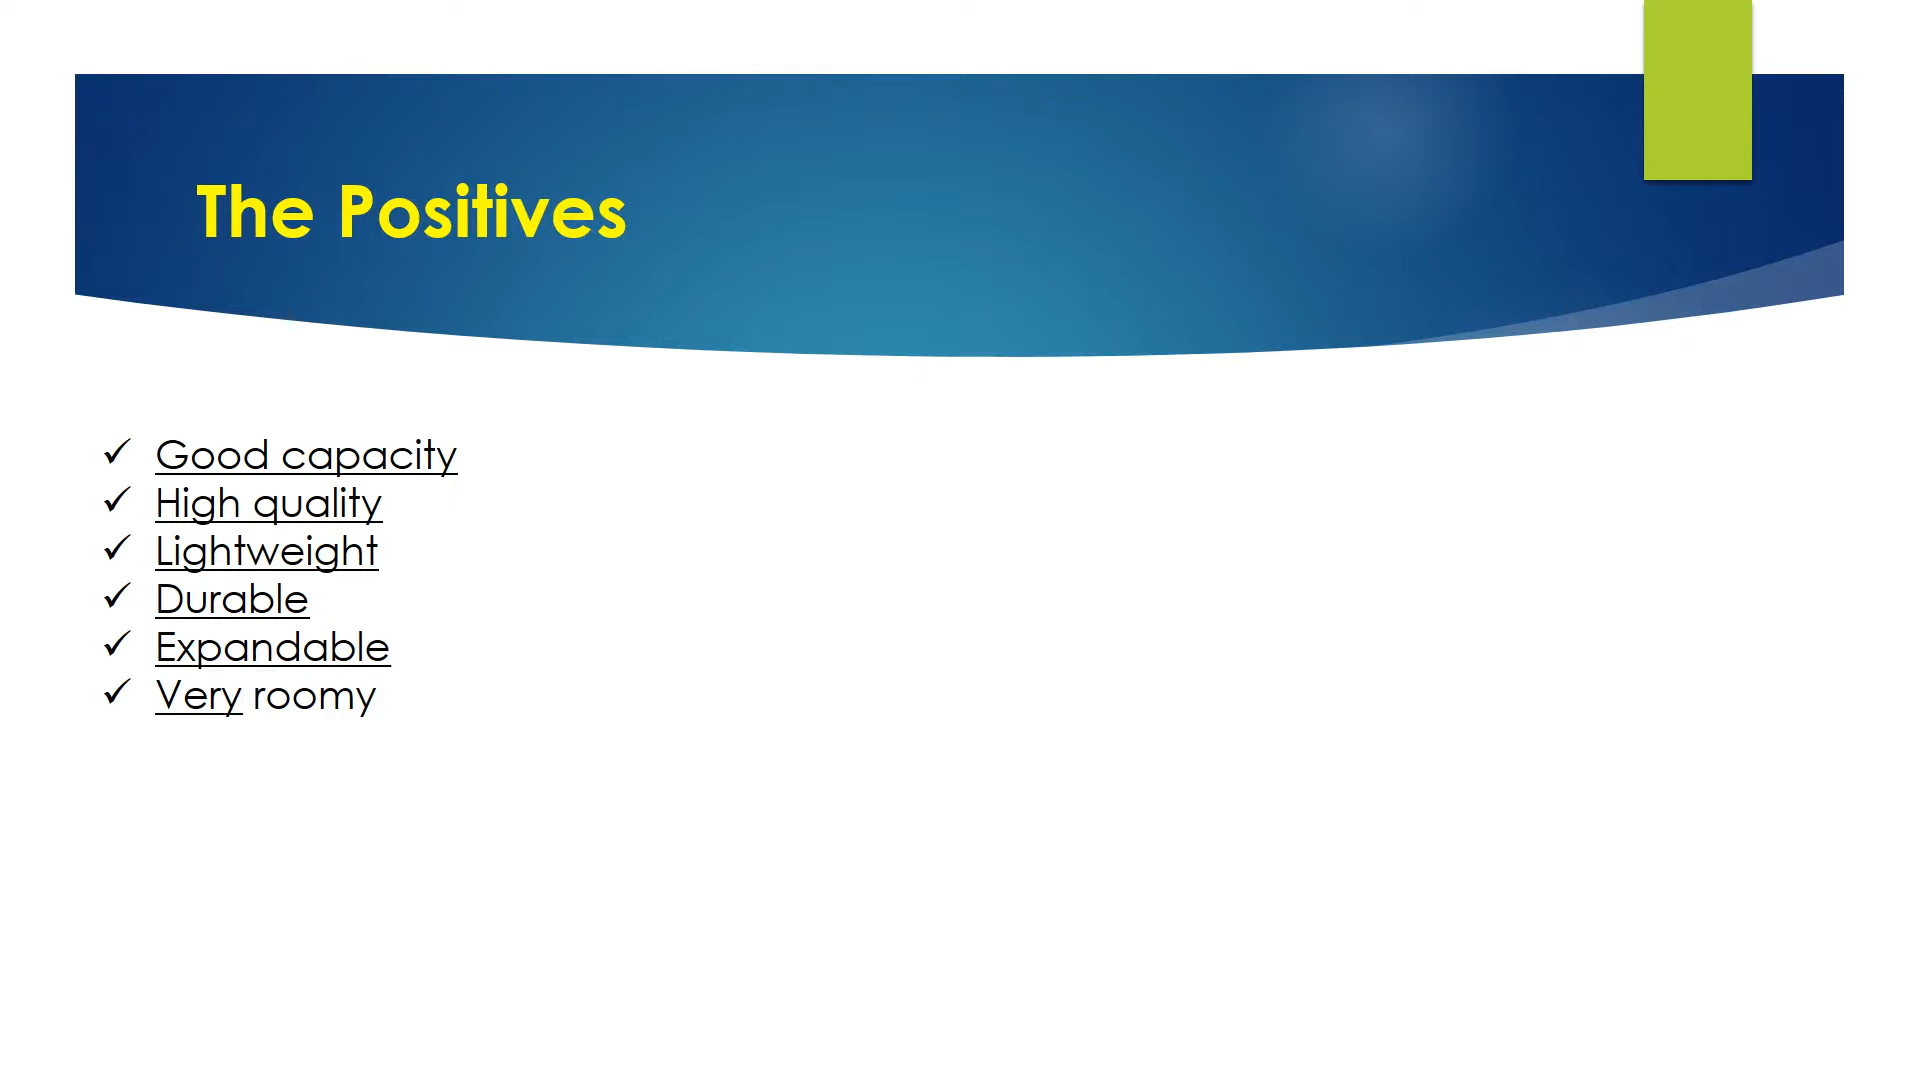 The Positives
✓ Good capacity
✓ High quality
✓ Lightweight
✓ Durable
✓ Expandable
✓ Very roomy